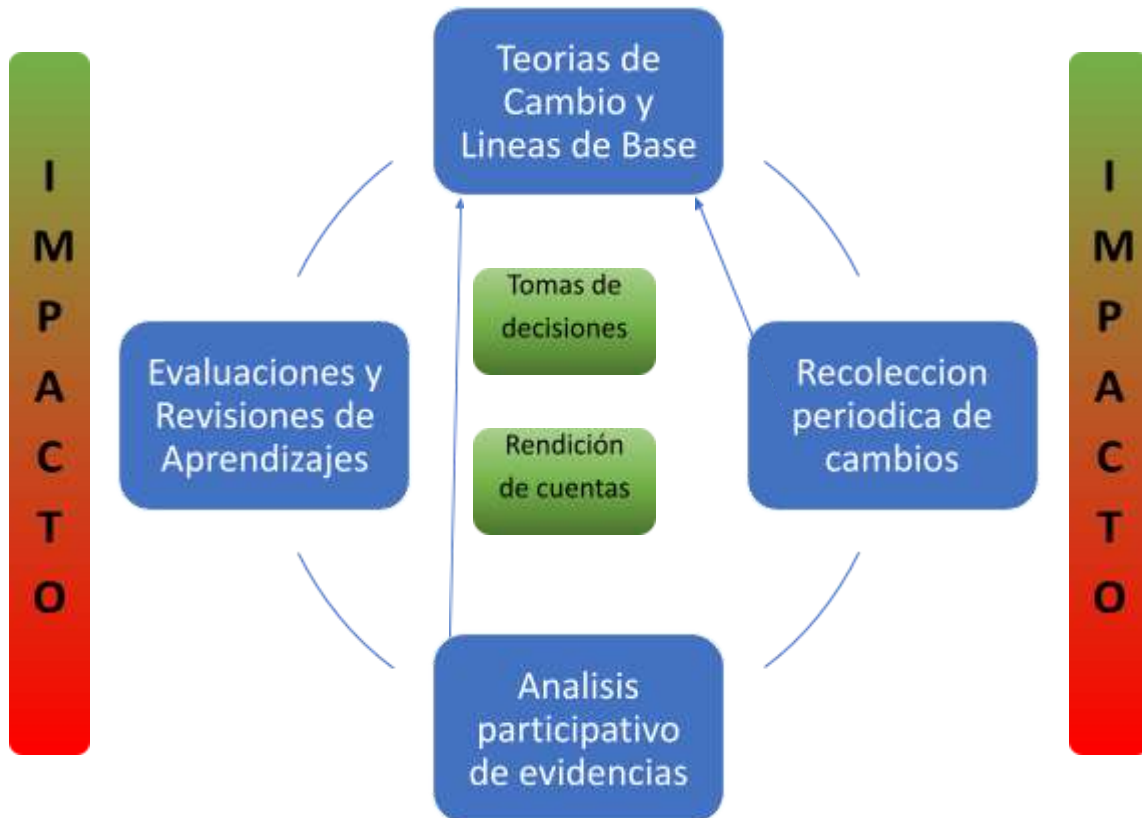 Teorias de
Cambio y
Lineas de Base
I
M
P
A
C
T
O
Tomas de
decisiones
Evaluaciones y
Revisiones de
Aprendizajes
Recoleccion
periodica de
cambios
Rendición
de cuentas
Analisis
participativo
de evidencias
I
M
P
A
C
T
O